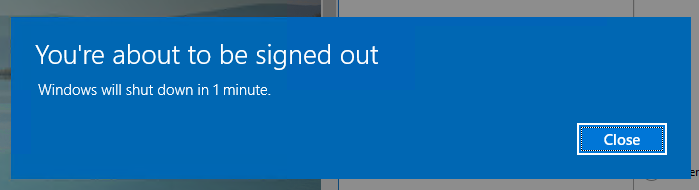 You're about to be signed out
Windows will shut down in 1 minute.
Close